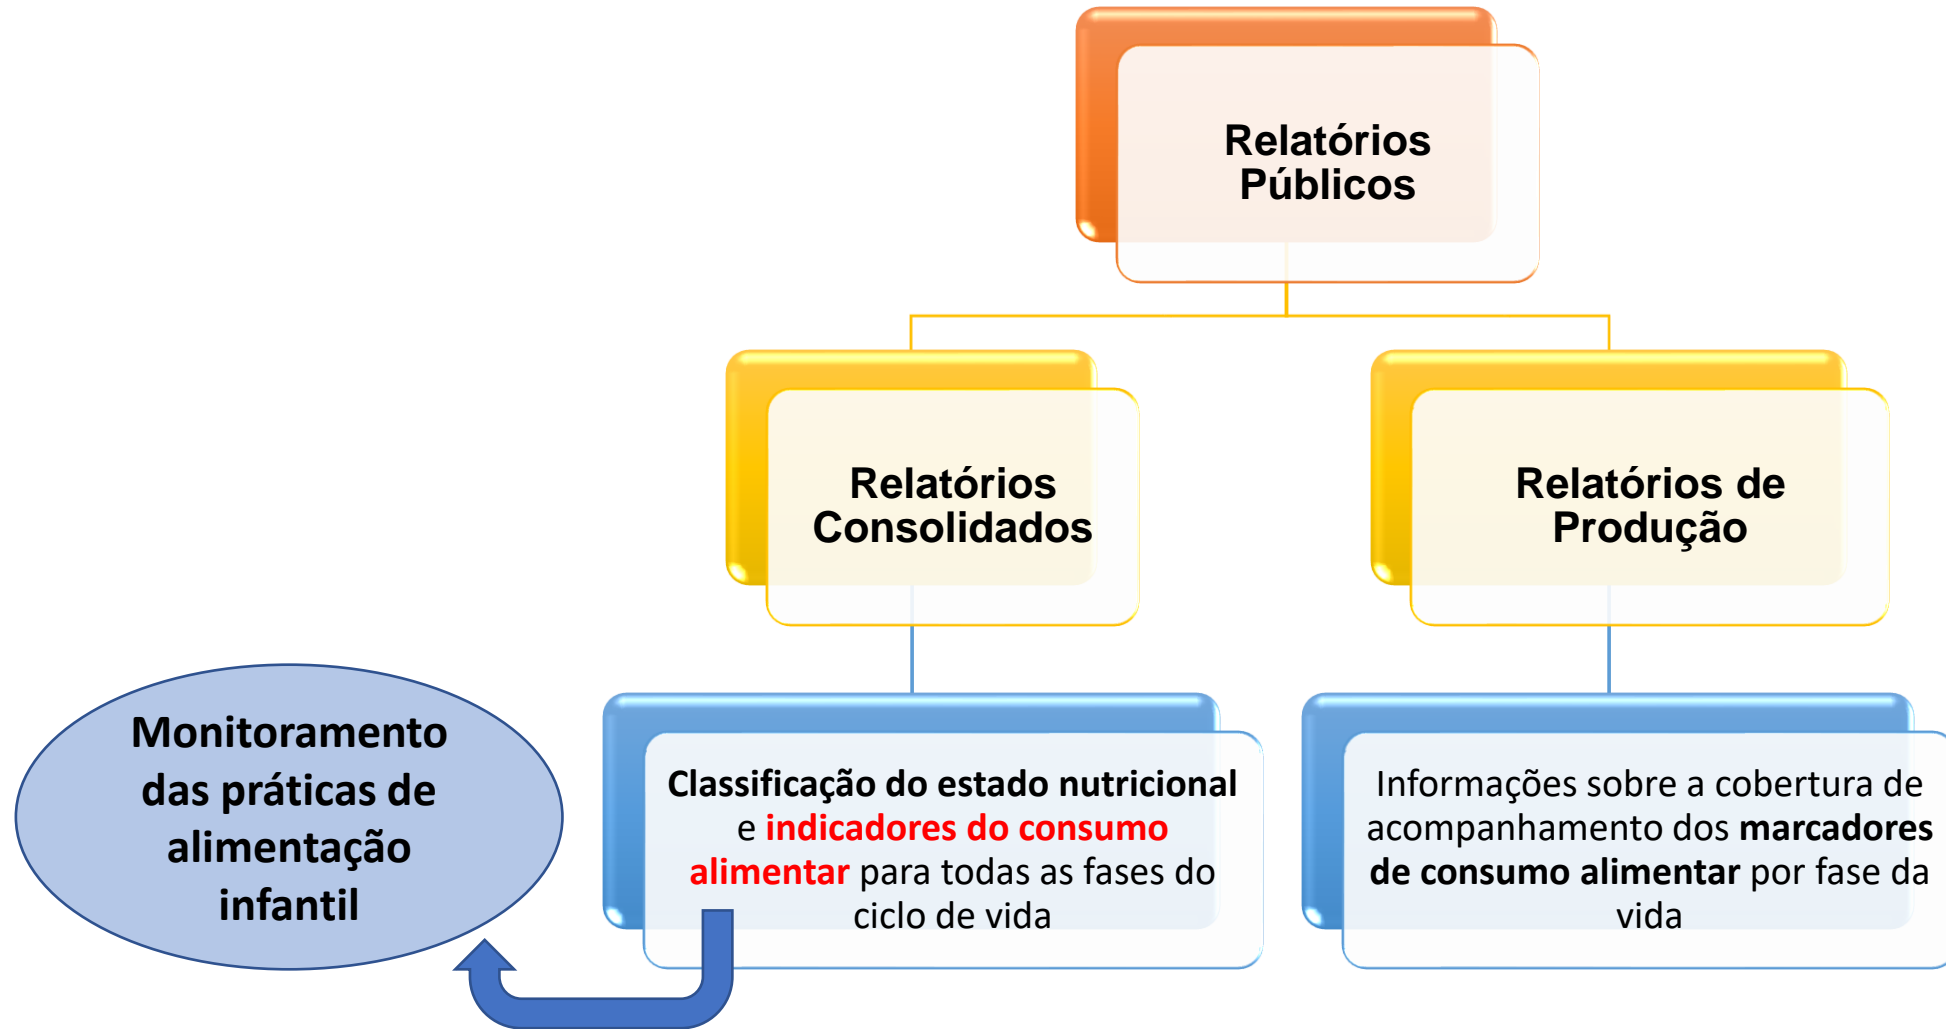 Relatórios
Públicos
Relatórios
Consolidados
Relatórios de
Produção
Monitoramento
das práticas de
alimentação
infantil
Classificação do estado nutricional
e indicadores do consumo
alimentar para todas as fases do
ciclo de vida
Informações sobre a cobertura de
acompanhamento dos marcadores
de consumo alimentar por fase da
vida